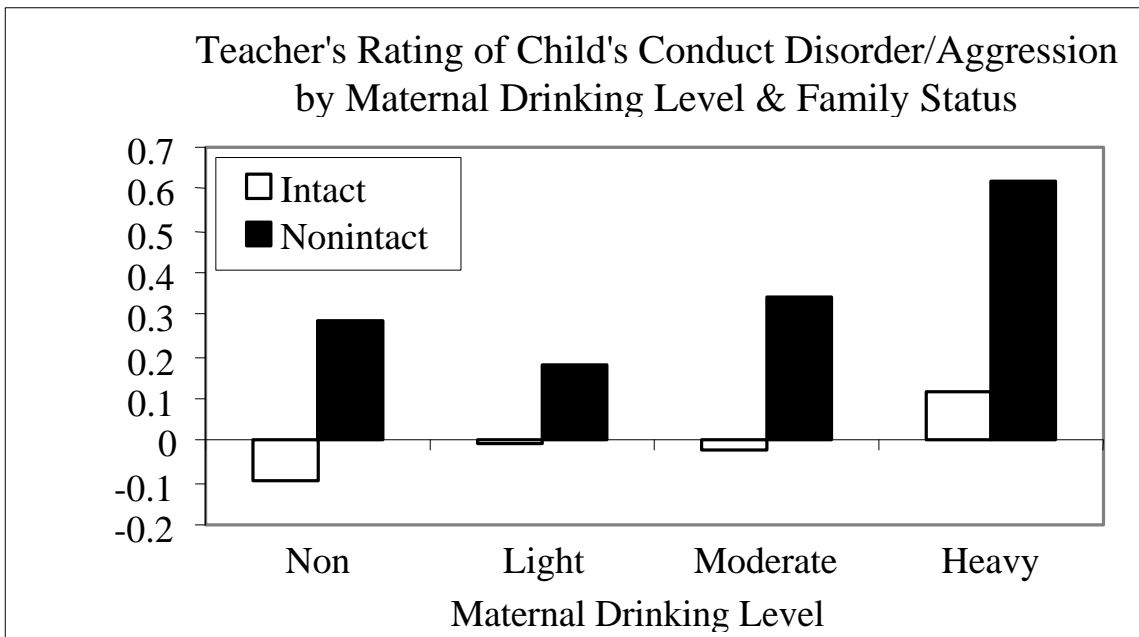 Teacher's Rating of Child's Conduct Disorder/Aggression
by Maternal Drinking Level & Family Status
0.7
0.6
0.5
0.4
0.3
0.2
0.1
0
-0.1
-0.2
Intact
Nonintact
Non Light Moderate Heavy
Maternal Drinking Level